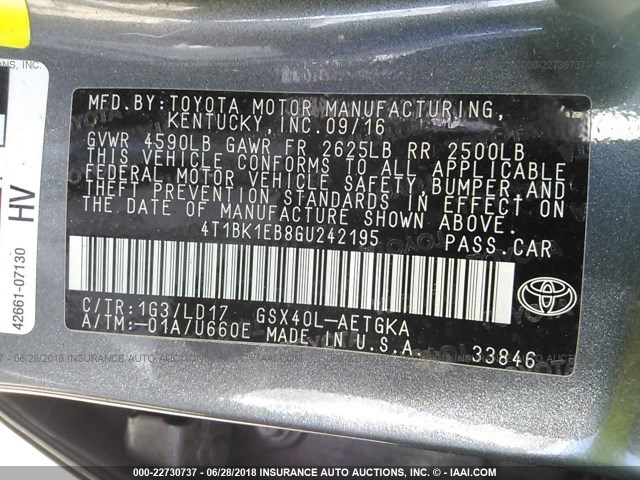 MFD.BY:TOYOTA MOTOR MANUFACTURING,
KENTUCKY, INC.09/16
GVWR 4590LB GAWR FR 2625LB RR 2500LB
THIS VEHICLE CONFORMS TO ALL APPLICABLE
FEDERAL MOTOR VEHICLE SAFETY, BUMPER, AND
THEFT PREVENTION STANDARDS IN EFFECT ON
THE DATE OF MANUFACTURE SHOWN ABOVE.
4T1BK1EB8GU242195 PASS.CAR
C/TR:1G3/LD17 GSX40L-AETGKA
A/TM:-01A/U660E MADE IN U.S.A. 33846
TOYOTA
INC.
HV
42661-07130
000-22730737 - 06/28/2018 INSURANCE AUTO AUCTIONS, INC. - © IAAI.COM